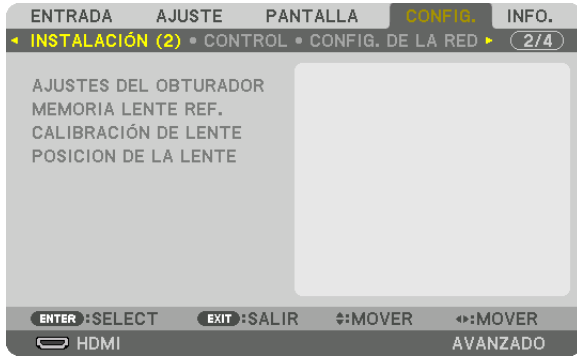 ENTRADA AJUSTE PANTALLA CONFIG. INFO.
INSTALACIÓN (2) • CONTROL • CONFIG. DE LA RED 2/4
AJUSTES DEL OBTURADOR
MEMORIA LENTE REF.
CALIBRACIÓN DE LENTE
POSICION DE LA LENTE
ENTER :SELECT EXIT :SALIR :MOVER :MOVER
HDMI AVANZADO